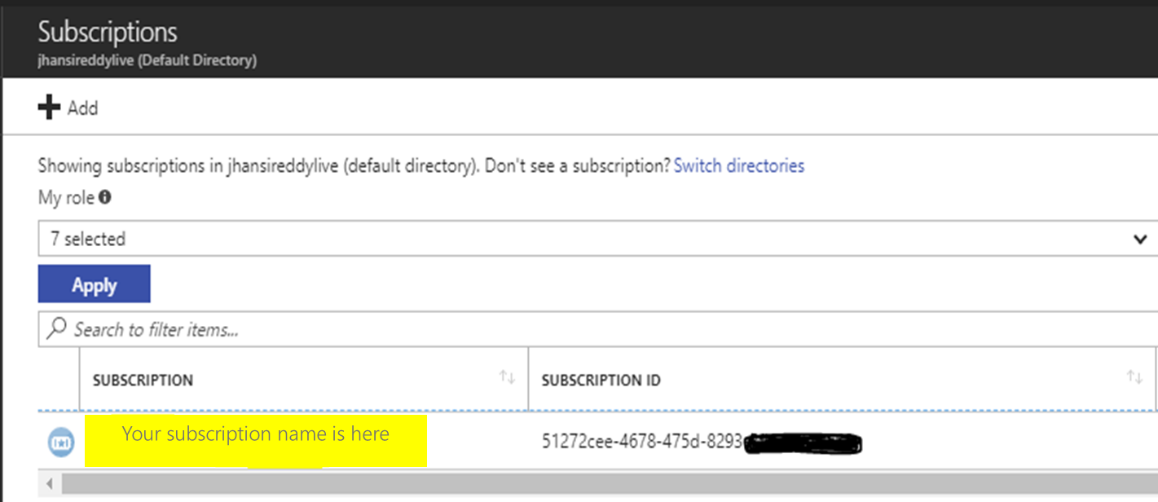 Subscriptions
jhansireddylive (Default Directory)
Add
Showing subscriptions in jhansireddylive (default directory). Don't see a subscription? Switch directories
My role
7 selected
Apply
Search to filter items...
SUBSCRIPTION SUBSCRIPTION ID
Your subscription name is here 51272cee-4678-475d-8293